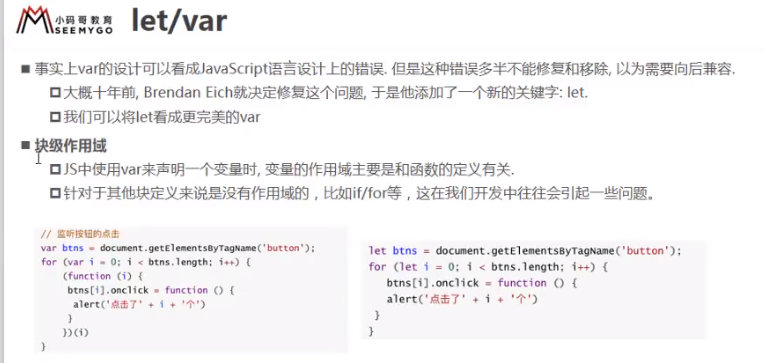 小码哥教育
SEEMYGO
let/var
事实上var的设计可以看成JavaScript语言设计上的错误. 但是这种错误多半不能修复和移除, 以为需要向后兼容.
大概十年前, Brendan Eich就决定修复这个问题, 于是他添加了一个新的关键字: let.
我们可以将let看成更完美的var
块级作用域
JS中使用var来声明一个变量时, 变量的作用域主要是和函数的定义有关.
针对于其他块定义来说是没有作用域的，比如if/for等，这在我们开发中往往会引起一些问题。
// 监听按钮的点击
var btns = document.getElementsByTagName('button');
for (var i = 0; i < btns.length; i++) {
(function (i) {
btns[i].onclick = function () {
alert('点击了' + i + '个')
}
})(i)
}
let btns = document.getElementsByTagName('button');
for (let i = 0; i < btns.length; i++) {
btns[i].onclick = function () {
alert('点击了' + i + '个')
}
}